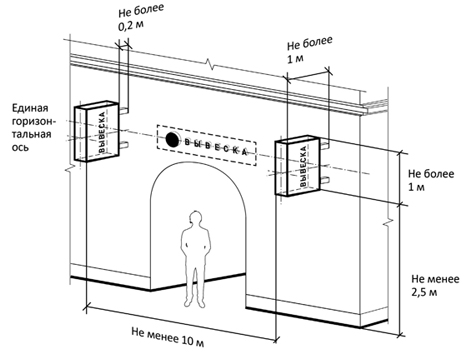 Не более
0,2 м
Не более
1 м
Единая
горизон-
тальная
ось
ВЫВЕСКА
ВЫВЕСКА
ВЫВЕСКА
Не более
1 м
Не менее
2,5 м
Не менее 10 м